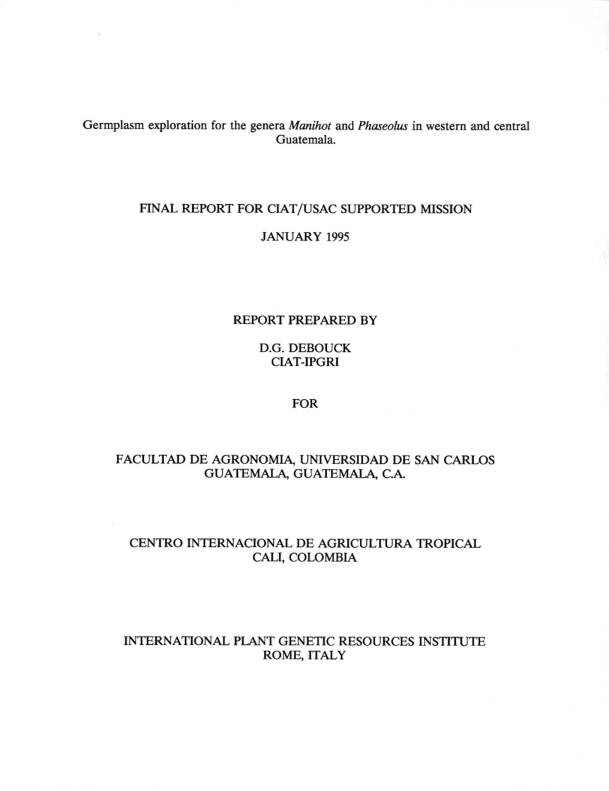 Germplasm exploration for the genera Manihot and Phaseolus in western and central
Guatemala.
FINAL REPORT FOR CIAT/USAC SUPPORTED MISSION
JANUARY 1995
REPORT PREPARED BY
D.G. DEBOUCK
CIAT-IPGRI
FOR
FACULTAD DE AGRONOMIA, UNIVERSIDAD DE SAN CARLOS
GUATEMALA, GUATEMALA, C.A.
CENTRO INTERNACIONAL DE AGRICULTURA TROPICAL
CALI, COLOMBIA
INTERNATIONAL PLANT GENETIC RESOURCES INSTITUTE
ROME, ITALY